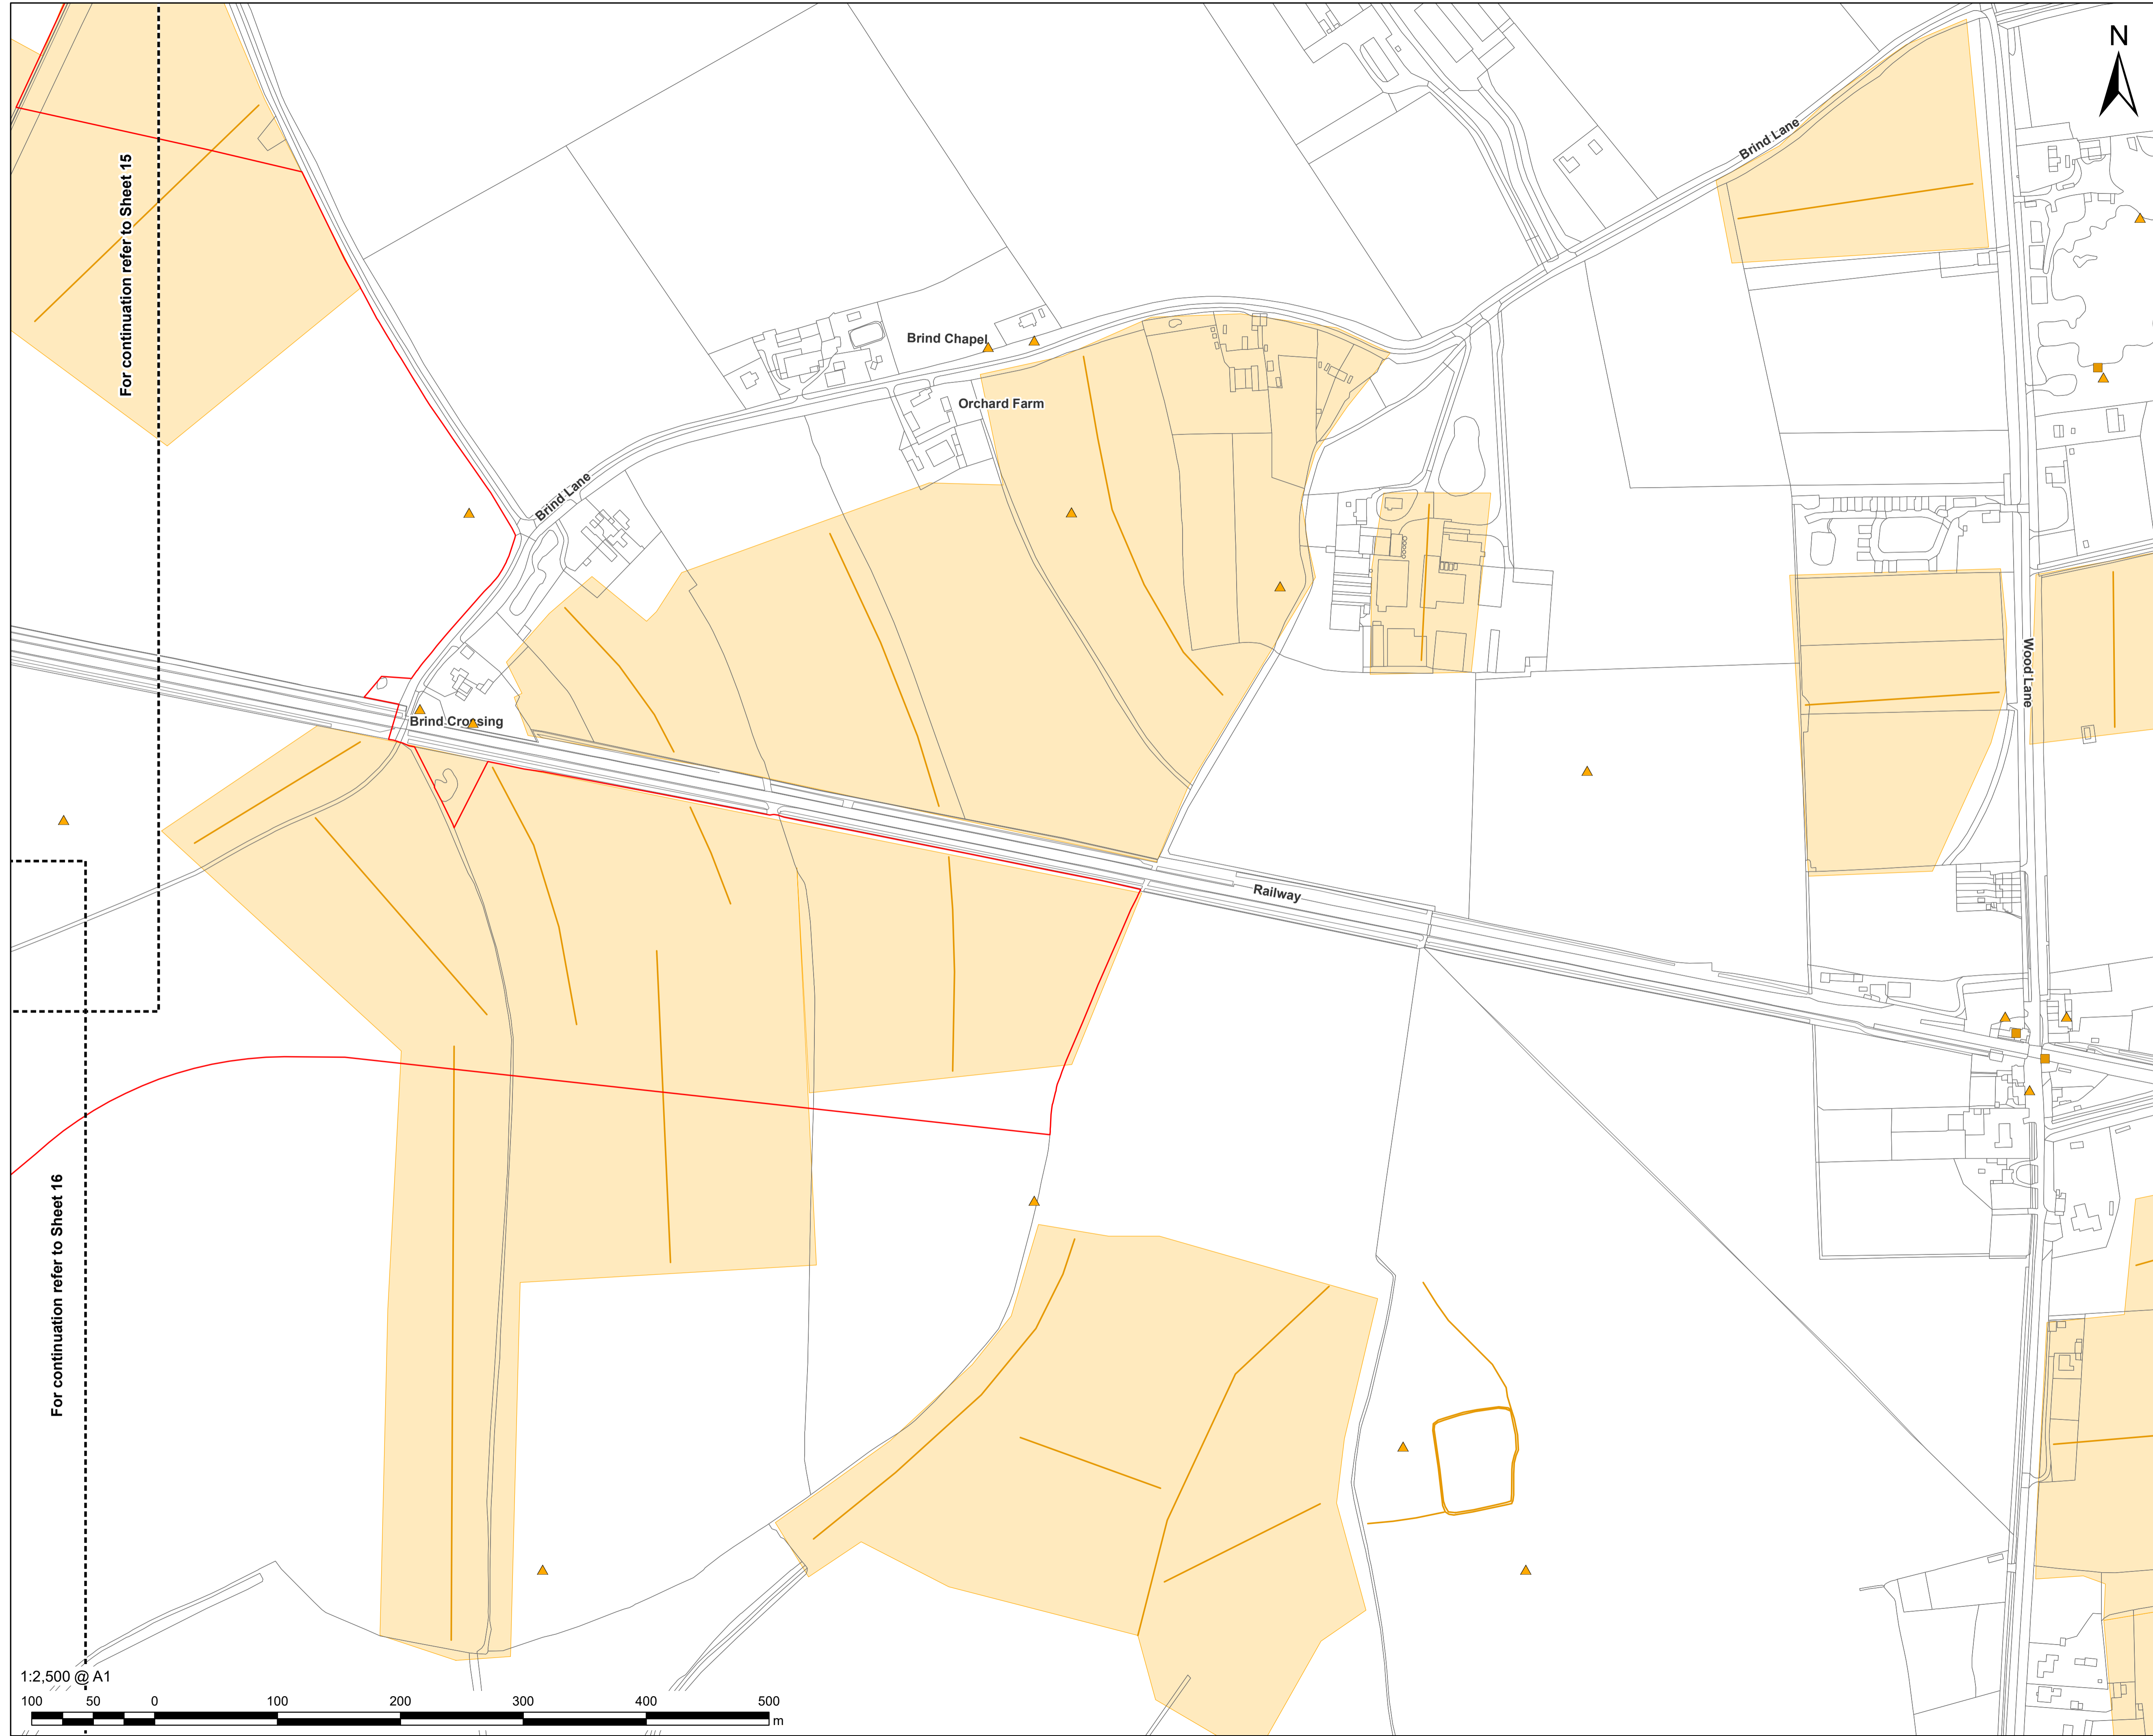 N
Brind Lane
For continuation refer to Sheet 15
Brind Chapel
Orchard Farm
Brind Lane
Wood Lane
Brind Crossing
Railway
For continuation refer to Sheet 16
1:2,500 @ A1
100 50 0 100 200 300 400 500
m